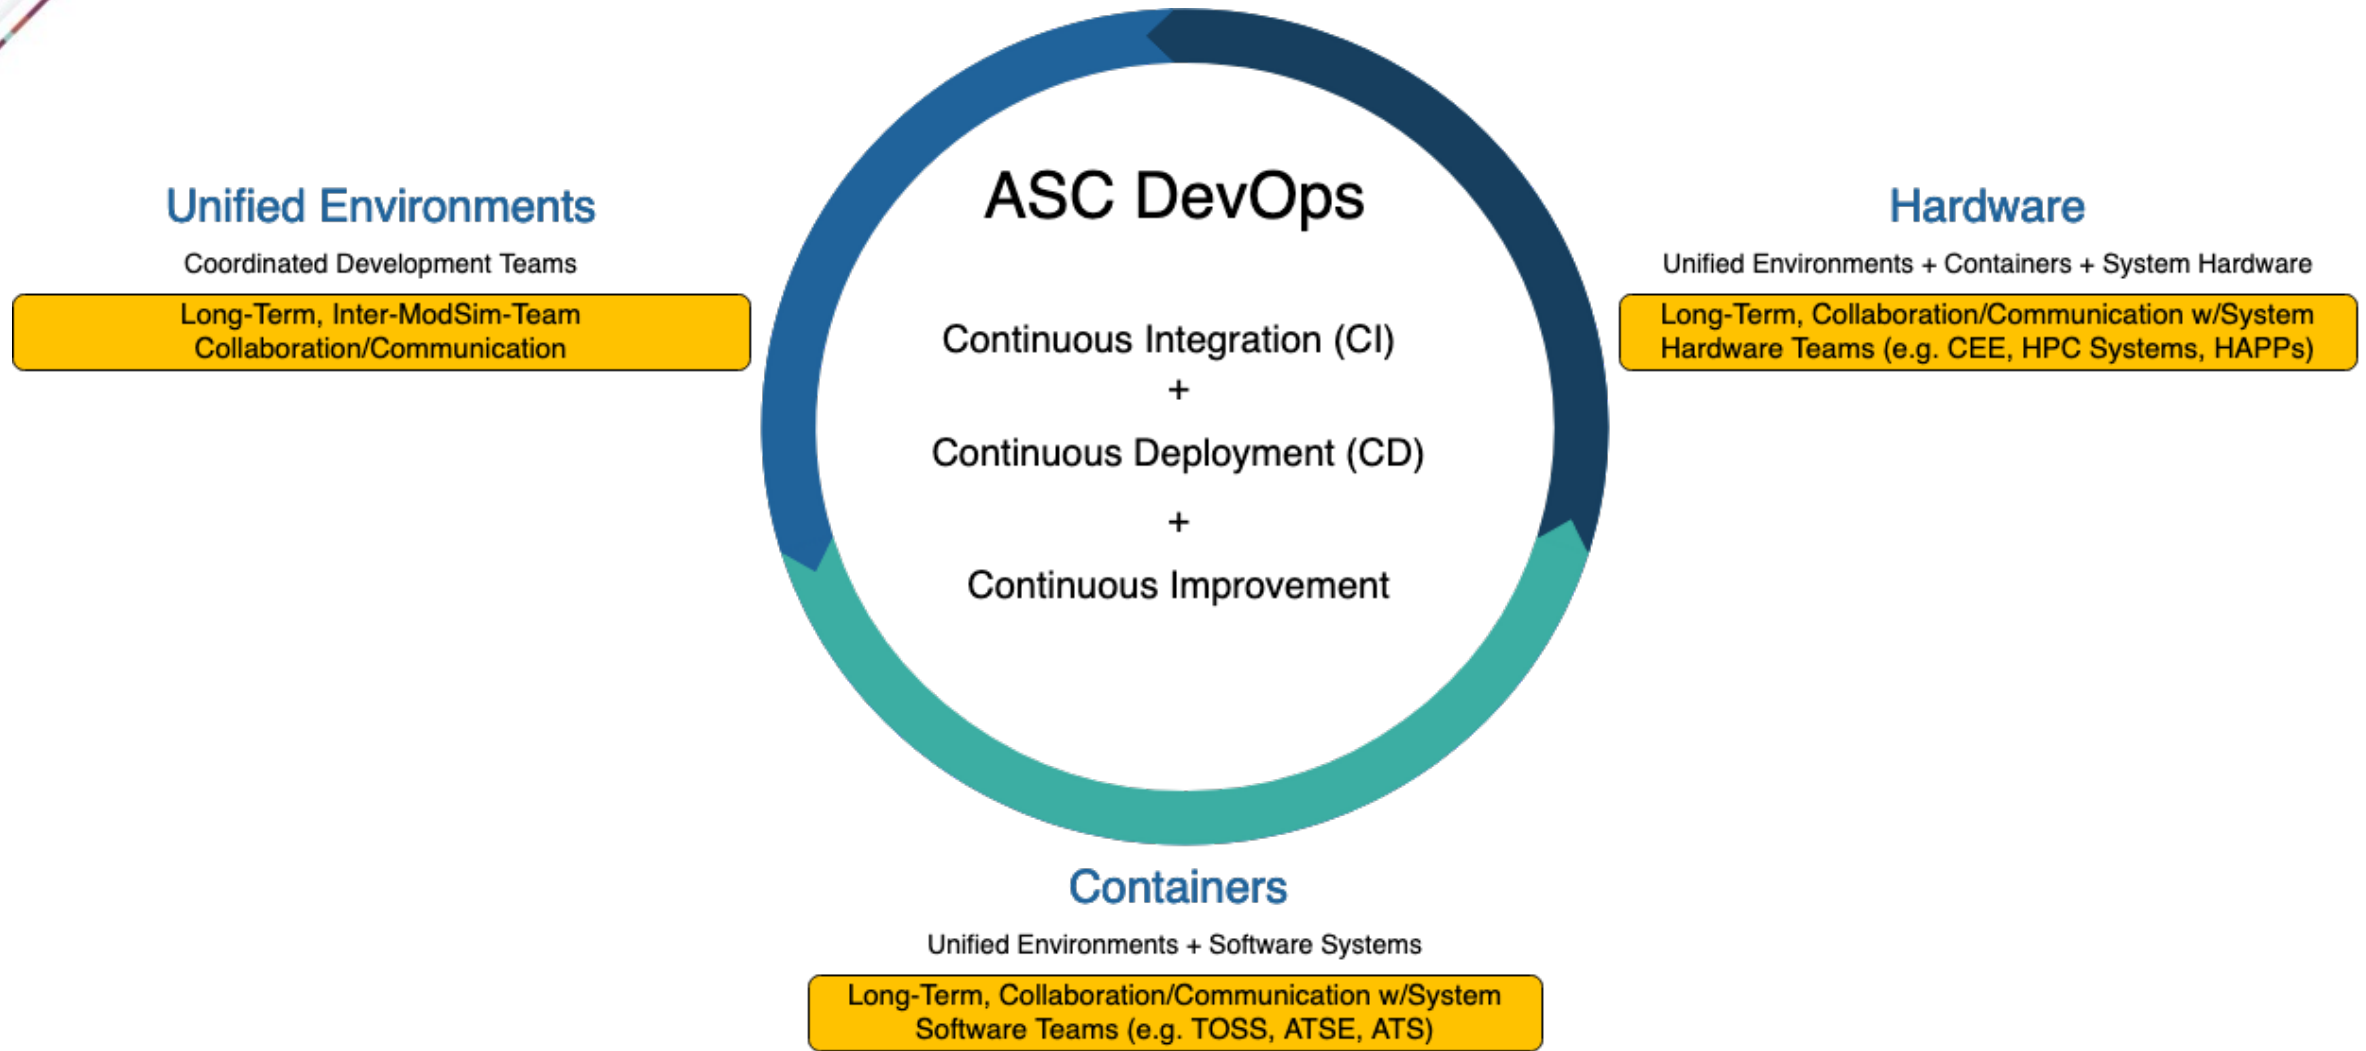 ASC DevOps
Continuous Integration (CI)
+
Continuous Deployment (CD)
+
Continuous Improvement
Unified Environments
Coordinated Development Teams
Long-Term, Inter-ModSim-Team
Collaboration/Communication
Hardware
Unified Environments + Containers + System Hardware
Long-Term, Collaboration/Communication w/System
Hardware Teams (e.g. CEE, HPC Systems, HAPPs)
Containers
Unified Environments + Software Systems
Long-Term, Collaboration/Communication w/System
Software Teams (e.g. TOSS, ATSE, ATS)